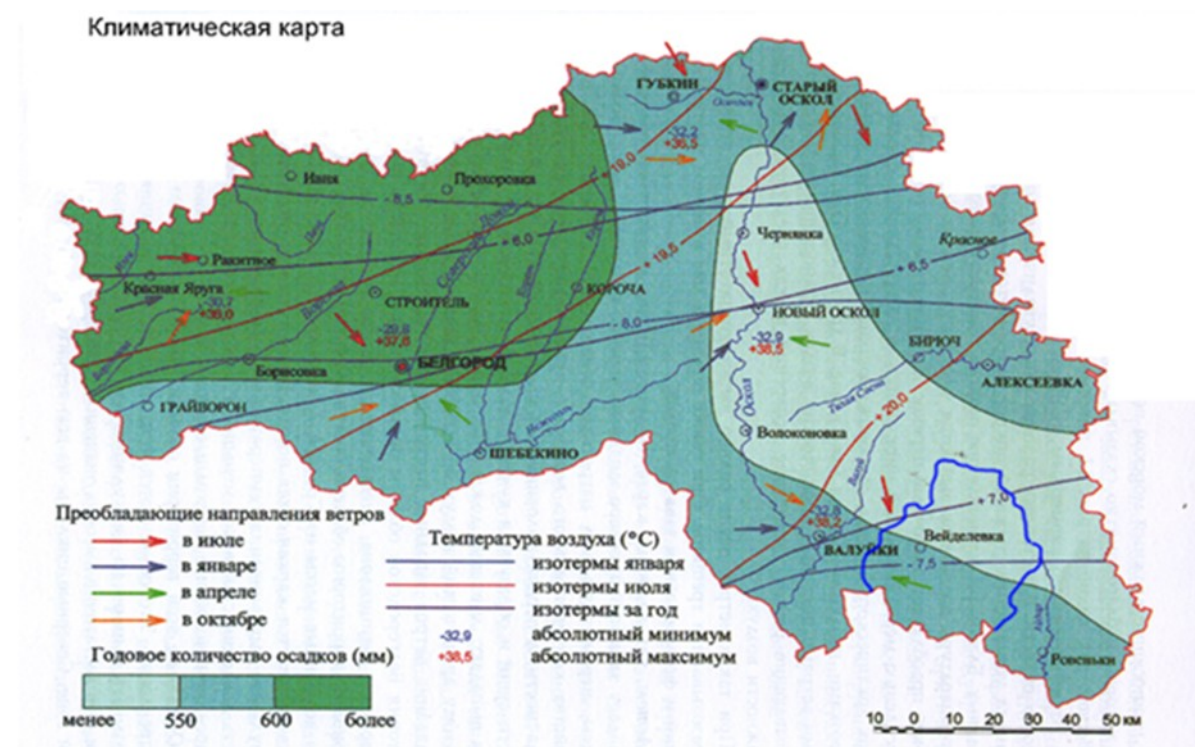 Климатическая карта
ГУБКИН
СТАРЫЙ
ОСКОЛ
Осколец
-32,2
+36,5
+19,0
Ивня
Прохоровка
- 8,5
+ 6,0
Чернянка
Красное
+ 19,5
+ 6,5
Ракитное
Красная Яруга
СТРОИТЕЛЬ
КОРОЧА
НОВЫЙ ОСКОЛ
- 8,0
-32,9
+38,5
БИРЮЧ
-29,8
+37,8
БЕЛГОРОД
Борисовка
АЛЕКСЕЕВКА
ГРАЙВОРОН
Оскол
Тихая Сосна
+ 20,0
Волоконовка
ШЕБЕКИНО
+ 7,0
-32,8
+38,2
ВАЛУЙКИ
Вейделевка
- 7,5
Ровеньки
Преобладающие направления ветров
в июле
в январе
в апреле
в октябре
Температура воздуха (°С)
изотермы января
изотермы июля
изотермы за год
-32,9 абсолютный минимум
+38,5 абсолютный максимум
Годовое количество осадков (мм)
менее 550 600 более
10 0 10 20 30 40 50 км